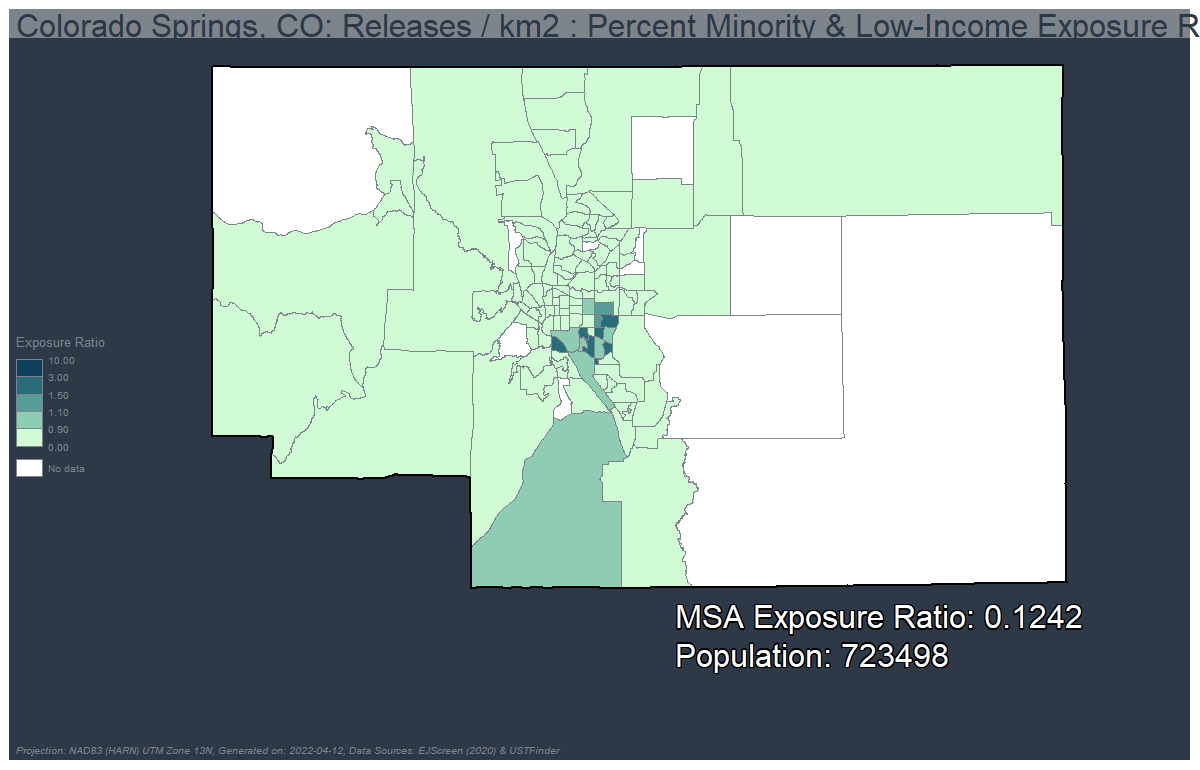 Colorado Springs, CO: Releases / km2 : Percent Minority & Low-Income Exposure R
Exposure Ratio
10.00
3.00
1.50
1.10
0.90
0.00
No data
MSA Exposure Ratio: 0.1242
Population: 723498
Projection: NAD83 (HARN) UTM Zone 13N, Generated on: 2022-04-12, Data Sources: EJScreen (2020) & USTFinder